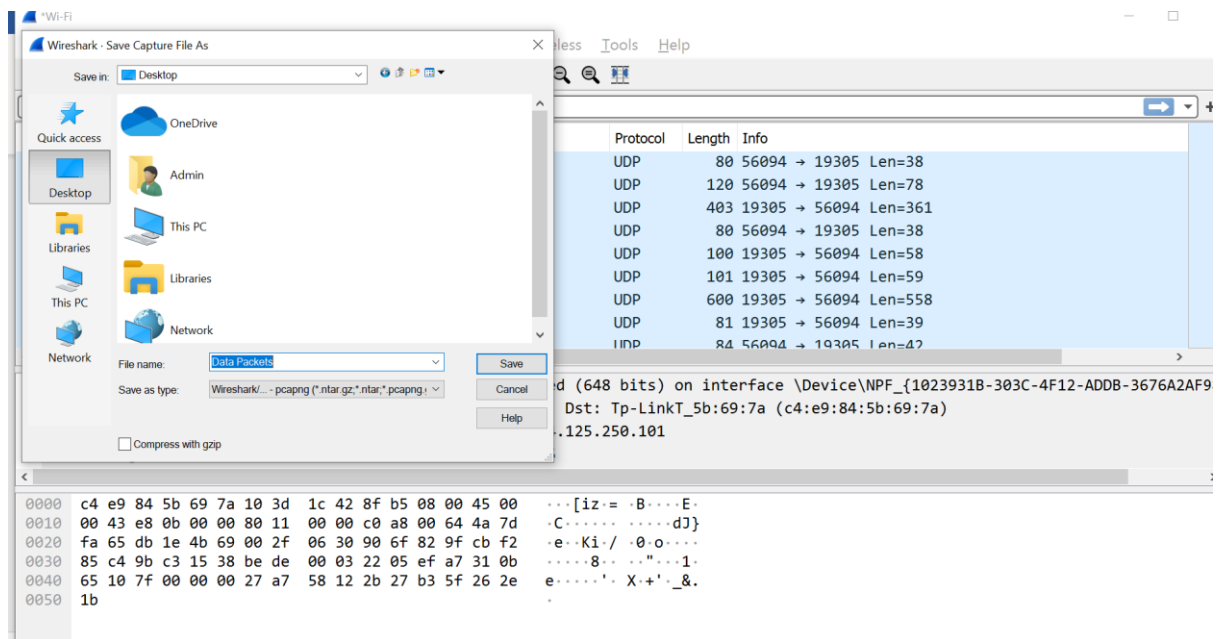 *Wi-Fi
Wireshark · Save Capture File As
Save in: Desktop
Quick access
Desktop
Libraries
This PC
Network
OneDrive
Admin
This PC
Libraries
Network
File name: Data Packets
Save as type: Wireshark/... - pcapng (*.ntar.gz;*.ntar;*.pcapng.
Save
Cancel
Help
Compress with gzip
eless Tools Help
Protocol Length Info
UDP 80 56094 → 19305 Len=38
UDP 120 56094 → 19305 Len=78
UDP 403 19305 → 56094 Len=361
UDP 80 56094 → 19305 Len=38
UDP 100 19305 → 56094 Len=58
UDP 101 19305 → 56094 Len=59
UDP 600 19305 → 56094 Len=558
UDP 81 19305 → 56094 Len=39
UDP 84 56094 → 19305 Len=42
d (648 bits) on interface \Device\NPF_{1023931B-303C-4F12-ADDB-3676A2AF9
Dst: Tp-LinkT_5b:69:7a (c4:e9:84:5b:69:7a)
.125.250.101
0000 c4 e9 84 5b 69 7a 10 3d 1c 42 8f b5 08 00 45 00 ···[iz·= ·B····E·
0010 00 43 e8 0b 00 00 80 11 00 00 c0 a8 00 64 4a 7d ·C······ ·····dJ}
0020 fa 65 db 1e 4b 69 00 2f 06 30 90 6f 82 9f cb f2 ·e··Ki·/ ·0·o····
0030 85 c4 9b c3 15 38 be de 00 03 22 05 ef a7 31 0b ·····8·· ··"···1·
0040 65 10 7f 00 00 00 27 a7 58 12 2b 27 b3 5f 26 2e e·····'· X·+'·_&.
0050 1b ·